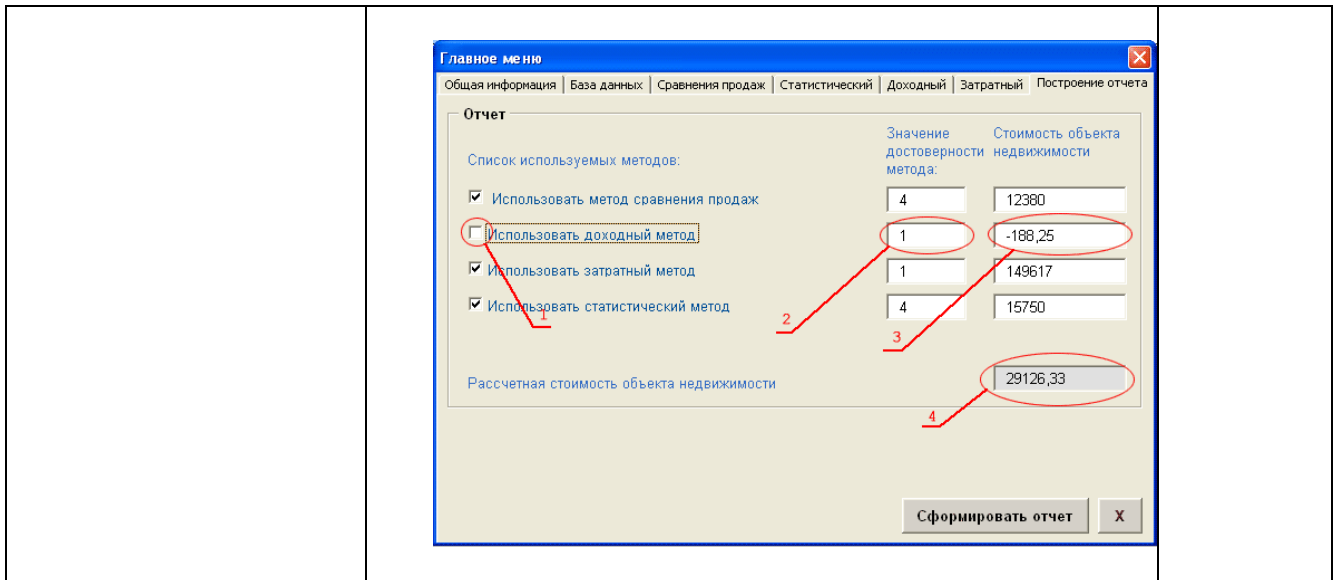 Главное меню
Общая информация База данных Сравнения продаж Статистический Доходный Затратный Построение отчета
Отчет
Значение достоверности метода:
Стоимость объекта недвижимости
Список используемых методов:
Использовать метод сравнения продаж 4 12380
Использовать доходный метод 1 -188,25
Использовать затратный метод 1 149617
Использовать статистический метод 4 15750
1
2
3
Рассчетная стоимость объекта недвижимости 29126,33
4
Сформировать отчет X